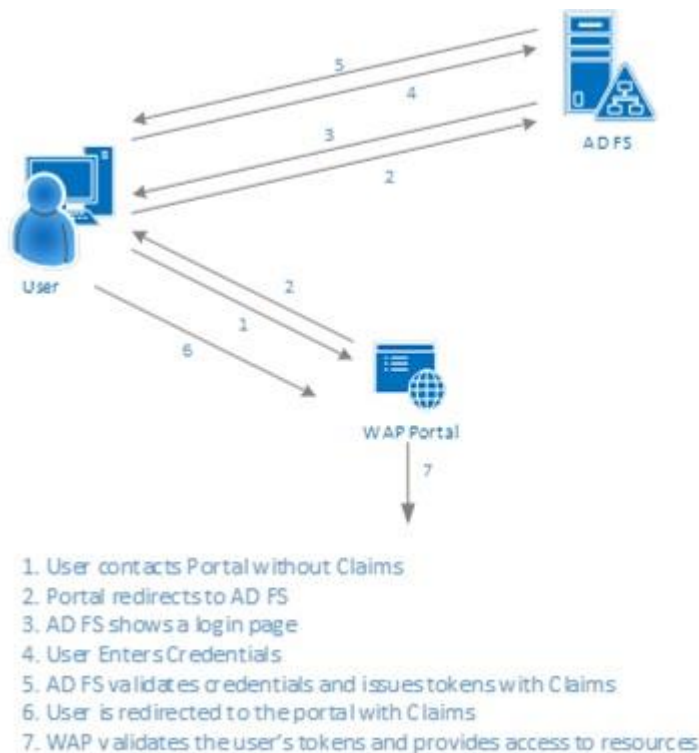 5
4
3
2
AD FS
User
2
1
6
WAP Portal
7
1. User contacts Portal without Claims
2. Portal redirects to AD FS
3. AD FS shows a login page
4. User Enters Credentials
5. AD FS validates credentials and issues tokens with Claims
6. User is redirected to the portal with Claims
7. WAP validates the user's tokens and provides access to resources